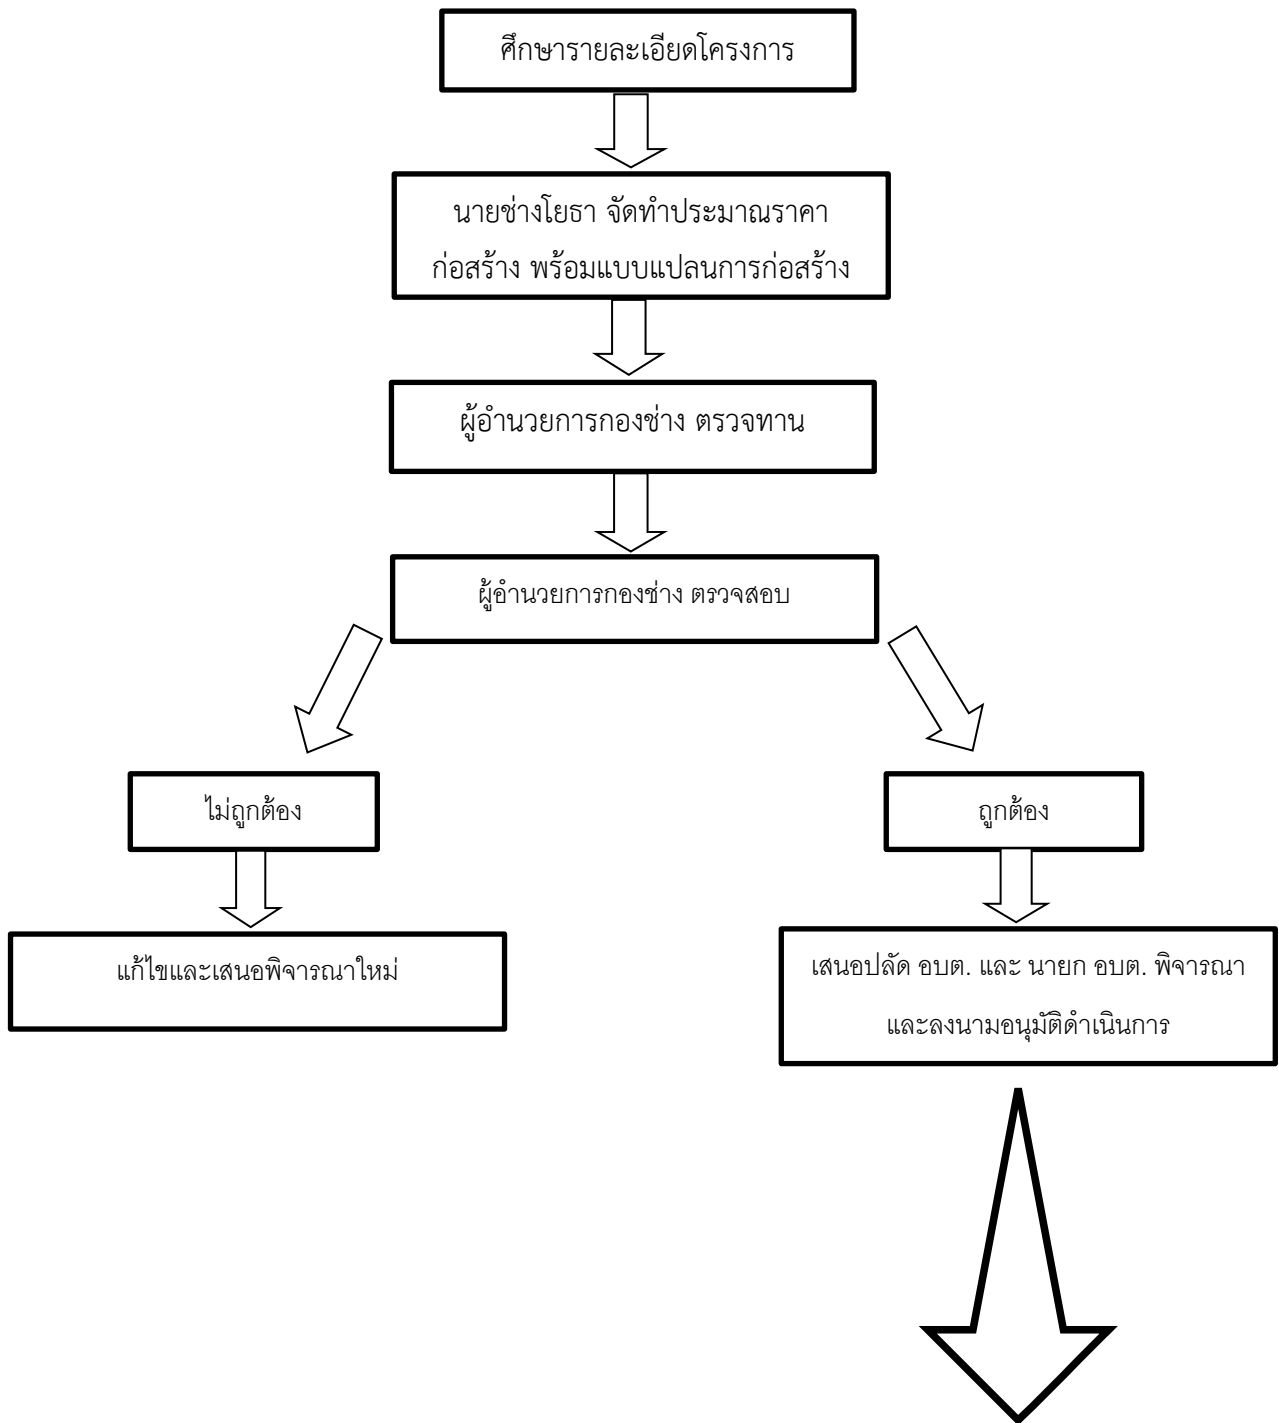 ศึกษารายละเอียดโครงการ
นายช่างโยธา จัดทำประมาณราคา
ก่อสร้าง พร้อมแบบแปลนการก่อสร้าง
ผู้อำนวยการกองช่าง ตรวจทาน
ผู้อำนวยการกองช่าง ตรวจสอบ
ไม่ถูกต้อง
ถูกต้อง
แก้ไขและเสนอพิจารณาใหม่
เสนอปลัด อบต. และ นายก อบต. พิจารณา
และลงนามอนุมัติดำเนินการ